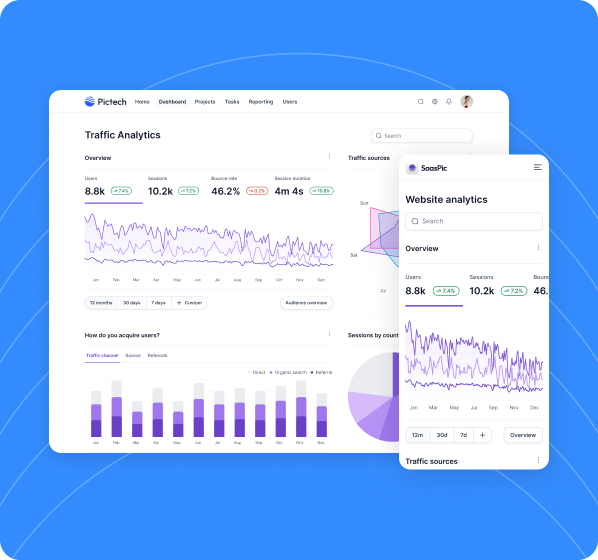 Pictech
Home Dashboard Projects Tasks Reporting Users
Traffic Analytics
Search
Overview
Users Sessions Bounce rate Session duration
8.8k 7.4% 10.2k 7.2% 46.2% 0.2% 4m 4s 10.8%
Jan Feb Mar Apr May Jun Jul Aug Sep Oct Nov Dec
12 months 30 days 7 days + Custom
Audience overview
Traffic sources
Sun
Sat
Fri
How do you acquire users?
Traffic channel Source Referrals
Direct Organic search Referral
Jan Feb Mar Apr May Jun Jul Aug Sep Oct Nov Dec
Sessions by count
SaasPic
Website analytics
Search
Overview
Users Sessions Boun
8.8k 7.4% 10.2k 7.2% 46.
Jan Mar May Jul Sep Oct Dec
12m 30d 7d +
Overview
Traffic sources